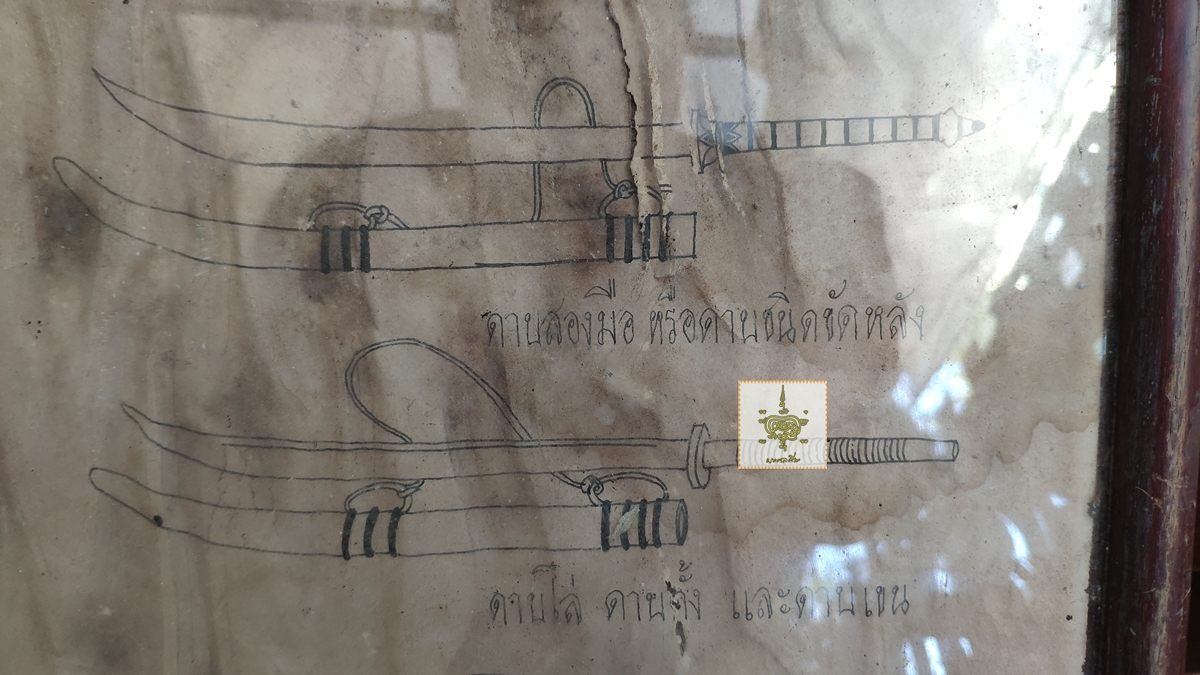 ดาบสองมือ หรือดาบชนิดขัดหลัง
ดาบโล่ ดาบดั้ง และดาบเขน